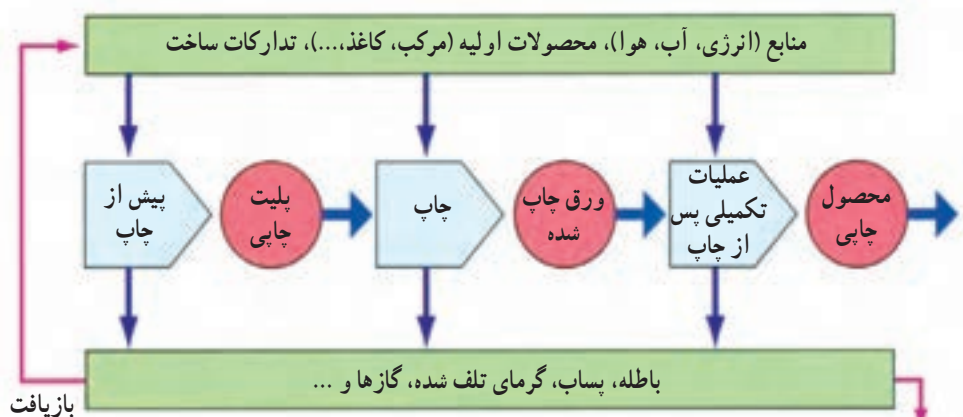 منابع (انرژی، آب، هوا)، محصولات اولیه (مرکب، کاغذ،...)، تدارکات ساخت
پیش از
چاپ
پلیت
چاپی
چاپ
ورق چاپ
شده
عملیات
تکمیلی پس
از چاپ
محصول
چاپی
باطله، پساب، گرمای تلف شده، گازها و ...
بازیافت